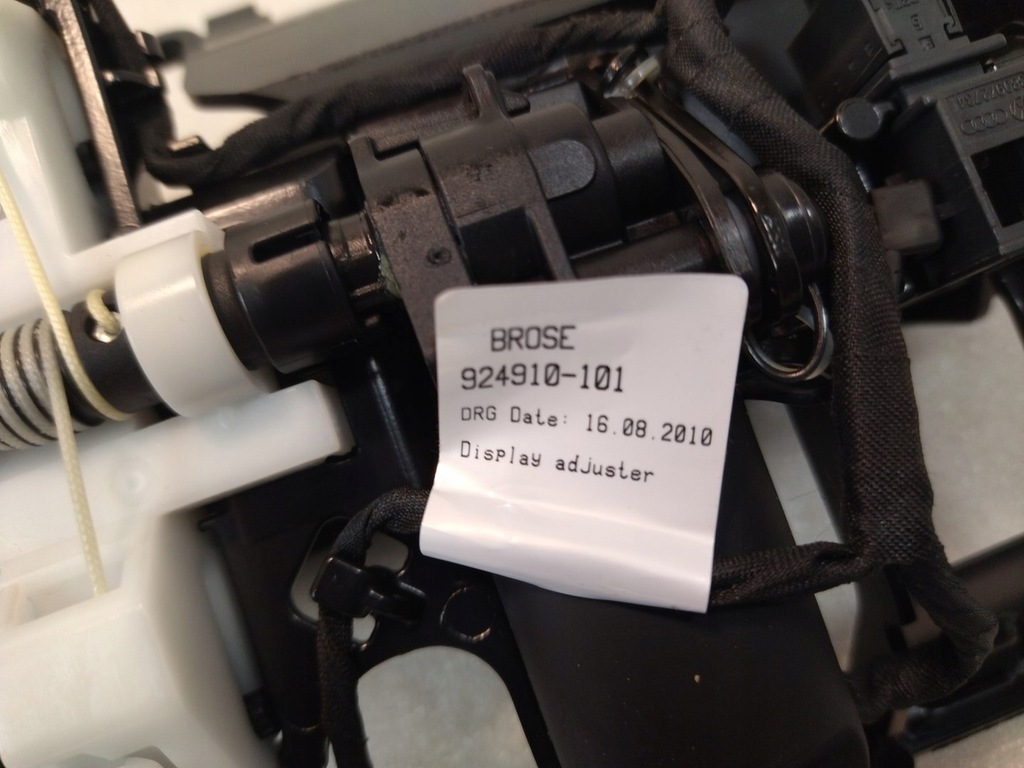 BROSE
924910-101
DRG Date: 16.08.2010
Display adjuster